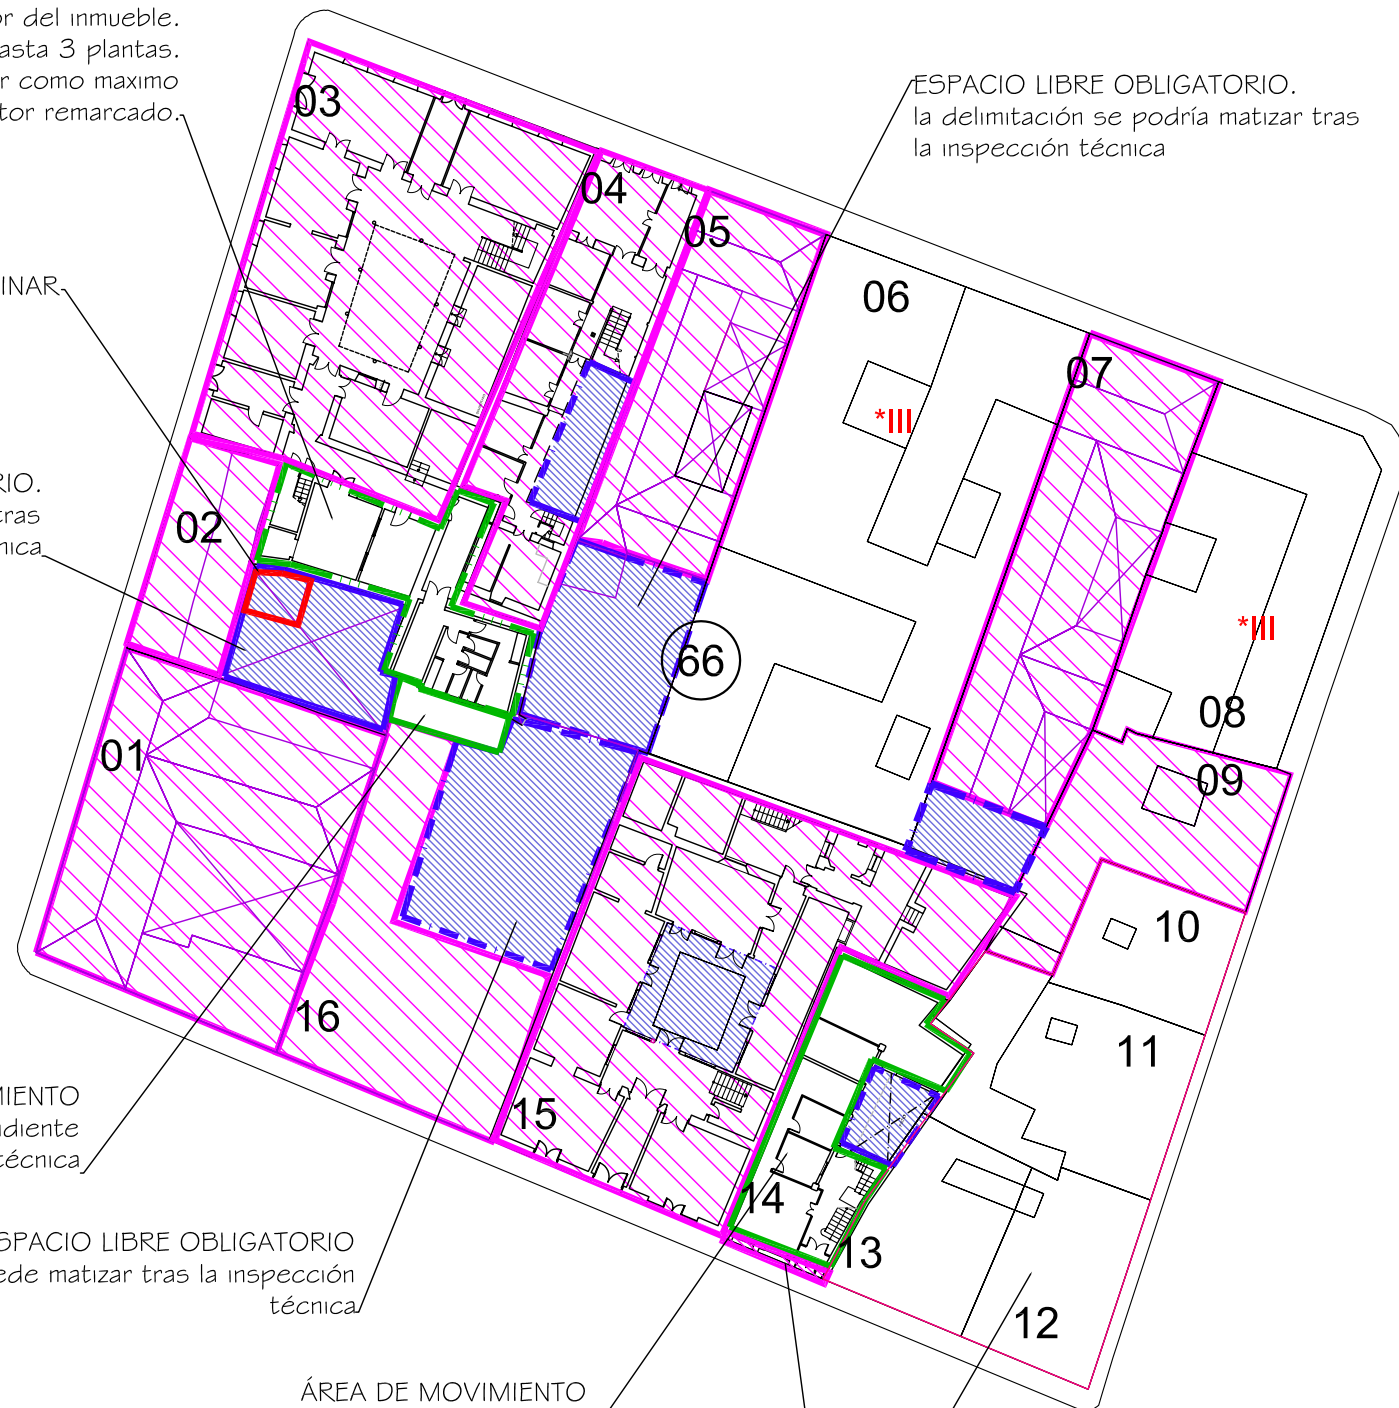 or del inmueble.
asta 3 plantas.
r como maximo
tor remarcado.
ESPACIO LIBRE OBLIGATORIO.
la delimitación se podría matizar tras
la inspección técnica
03
04
05
06
INAR
*III
07
RIO.
tras
nica
02
*III
66
08
01
09
10
16
11
MIENTO
diente
técnica
15
14
13
SPACIO LIBRE OBLIGATORIO
ede matizar tras la inspección
técnica
12
ÁREA DE MOVIMIENTO